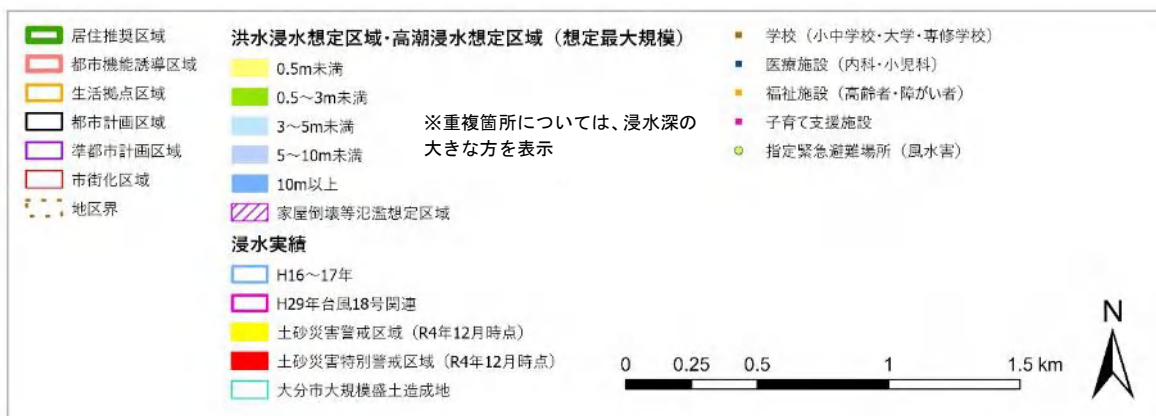 居住推奨区域
都市機能誘導区域
生活拠点区域
都市計画区域
準都市計画区域
市街化区域
地区界
洪水浸水想定区域・高潮浸水想定区域（想定最大規模）
0.5m未満
0.5～3m未満
3～5m未満
5～10m未満
10m以上
家屋倒壊等氾濫想定区域
※重複箇所については、浸水深の
大きな方を表示
浸水実績
H16～17年
H29年台風18号関連
土砂災害警戒区域（R4年12月時点）
土砂災害特別警戒区域（R4年12月時点）
大分市大規模盛土造成地
学校（小中学校・大学・専修学校）
医療施設（内科・小児科）
福祉施設（高齢者・障がい者）
子育て支援施設
指定緊急避難場所（風水害）
N
0 0.25 0.5 1 1.5 km